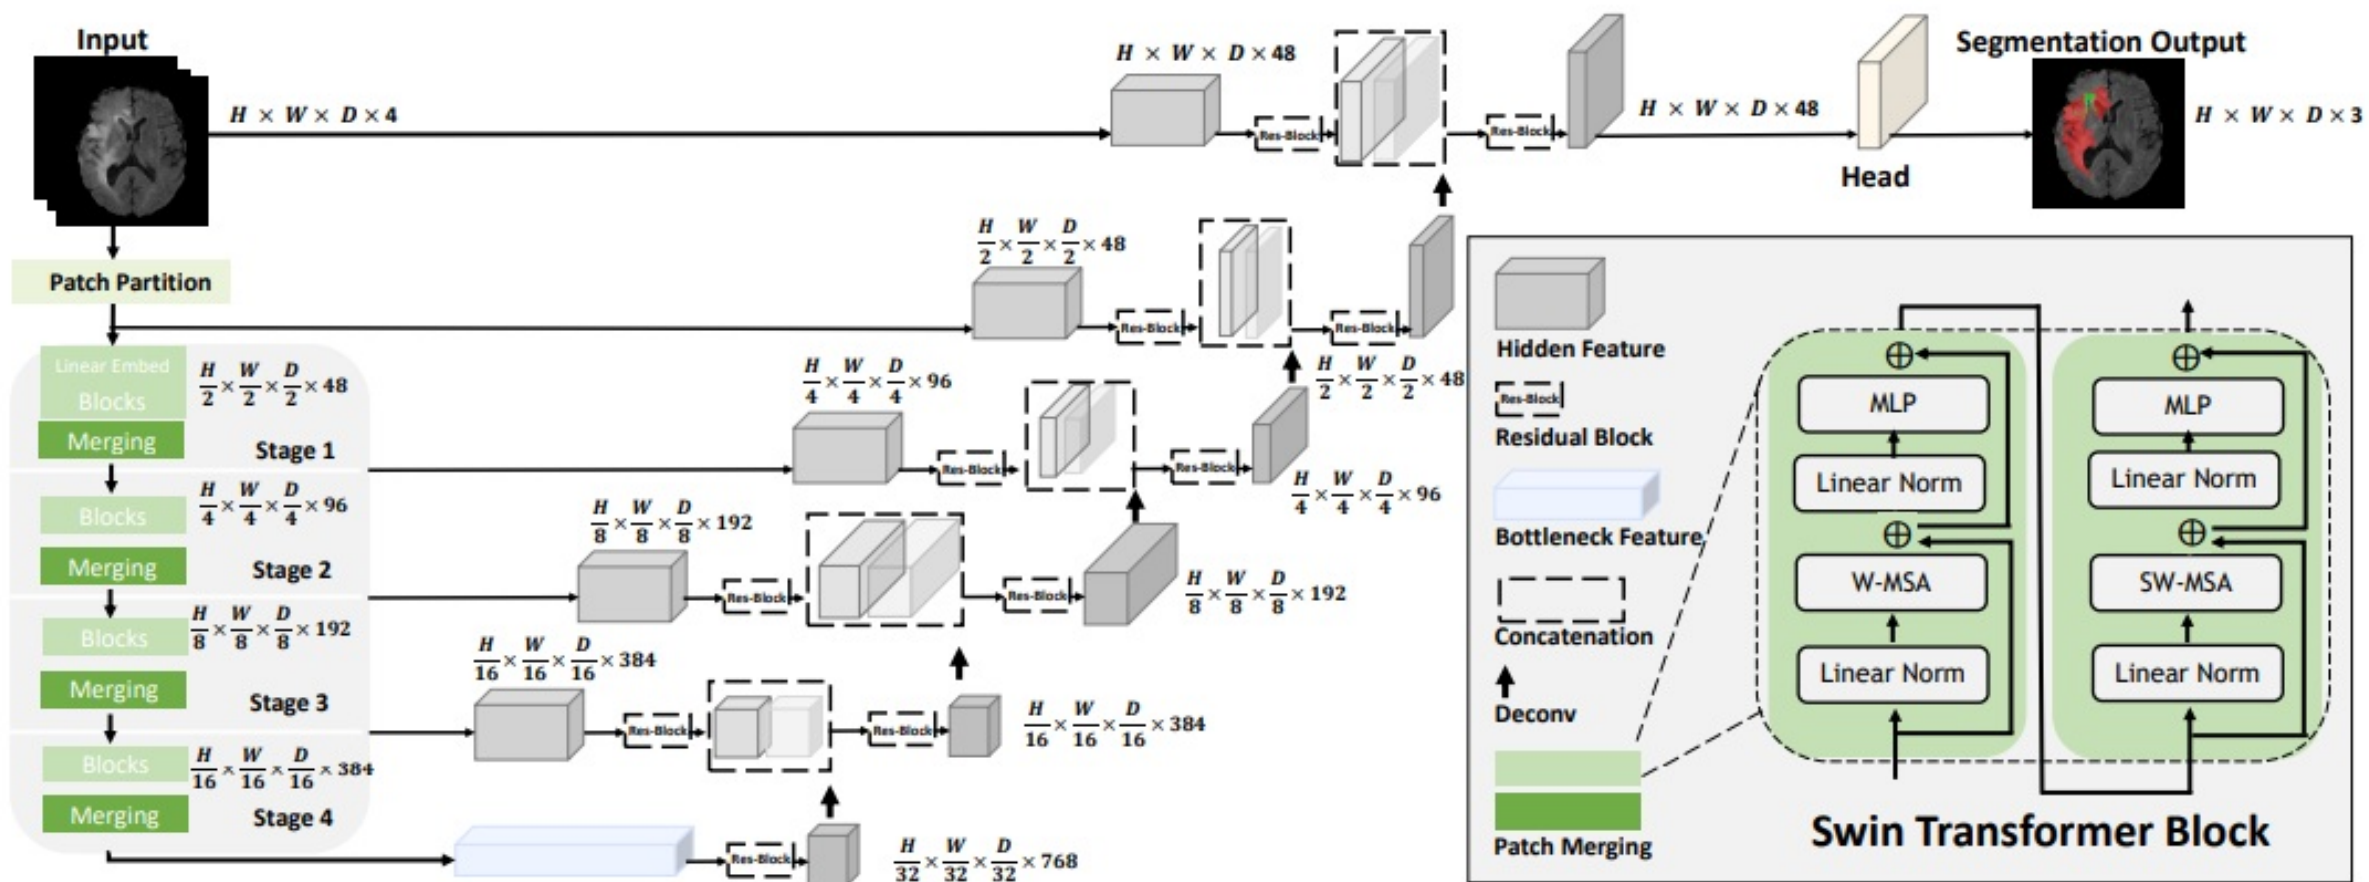 Input
H × W × D × 4
Patch Partition
Linear Embed
Blocks
Merging
H/2 × W/2 × D/2 × 48
Stage 1
Blocks
Merging
H/4 × W/4 × D/4 × 96
Stage 2
Blocks
Merging
H/8 × W/8 × D/8 × 192
Stage 3
Blocks
Merging
H/16 × W/16 × D/16 × 384
Stage 4
H × W × D × 48
Res-Block
Res-Block
H × W × D × 48
Head
Segmentation Output
H × W × D × 3
H/2 × W/2 × D/2 × 48
Res-Block
Res-Block
H/2 × W/2 × D/2 × 48
H/4 × W/4 × D/4 × 96
Res-Block
Res-Block
H/4 × W/4 × D/4 × 96
H/8 × W/8 × D/8 × 192
Res-Block
Res-Block
H/8 × W/8 × D/8 × 192
H/16 × W/16 × D/16 × 384
Res-Block
Res-Block
H/16 × W/16 × D/16 × 384
Res-Block
H/32 × W/32 × D/32 × 768
Hidden Feature
Res-Block
Residual Block
Bottleneck Feature
Concatenation
Deconv
Patch Merging
MLP
Linear Norm
W-MSA
Linear Norm
MLP
Linear Norm
SW-MSA
Linear Norm
Swin Transformer Block